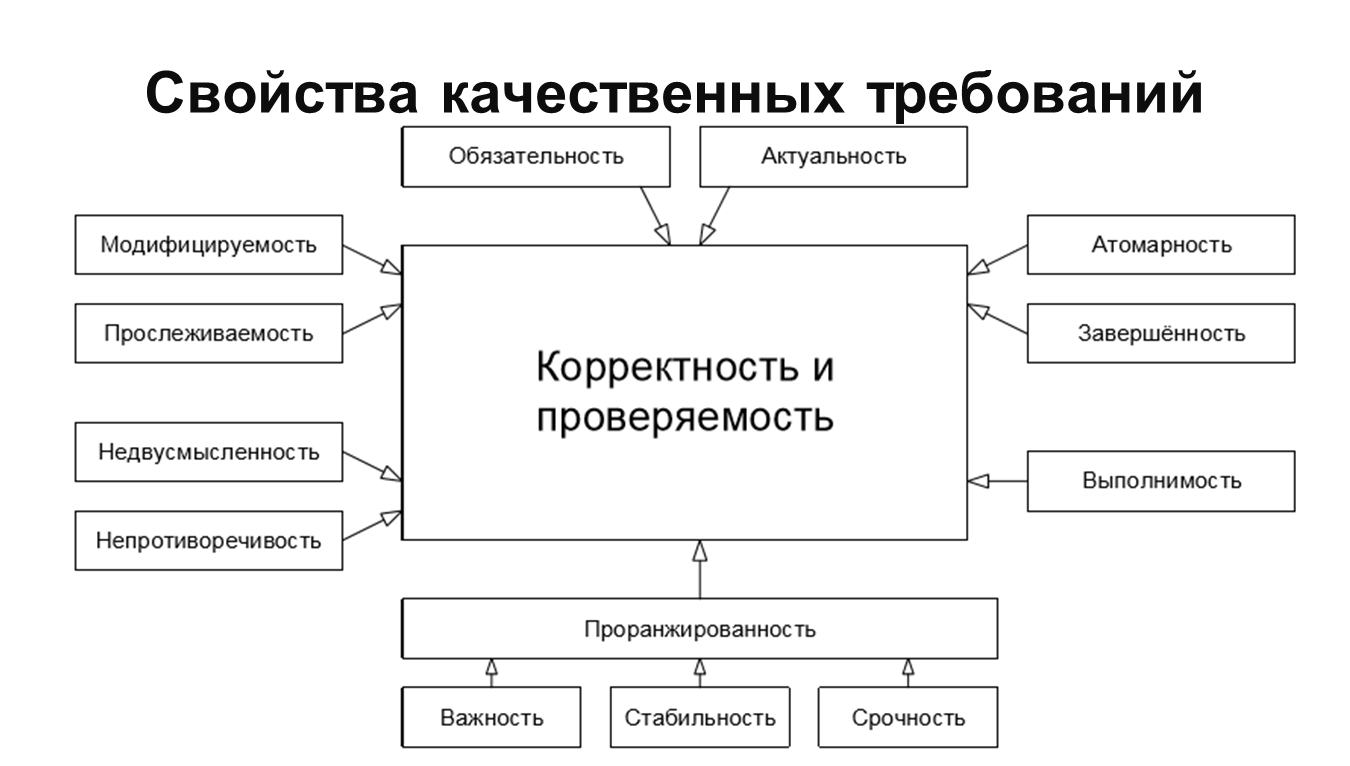 Свойства качественных требований
Обязательность
Актуальность
Модифицируемость
Атомарность
Прослеживаемость
Завершённость
Корректность и
проверяемость
Недвусмысленность
Выполнимость
Непротиворечивость
Проранжированность
Важность
Стабильность
Срочность